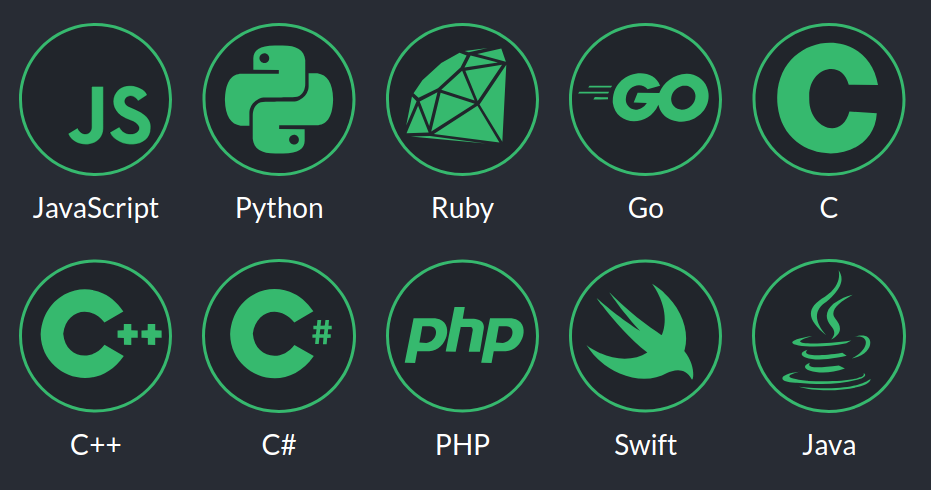 JS
GO
C
JavaScript
Python
Ruby
Go
C
C++
C#
php
C++
C#
PHP
Swift
Java